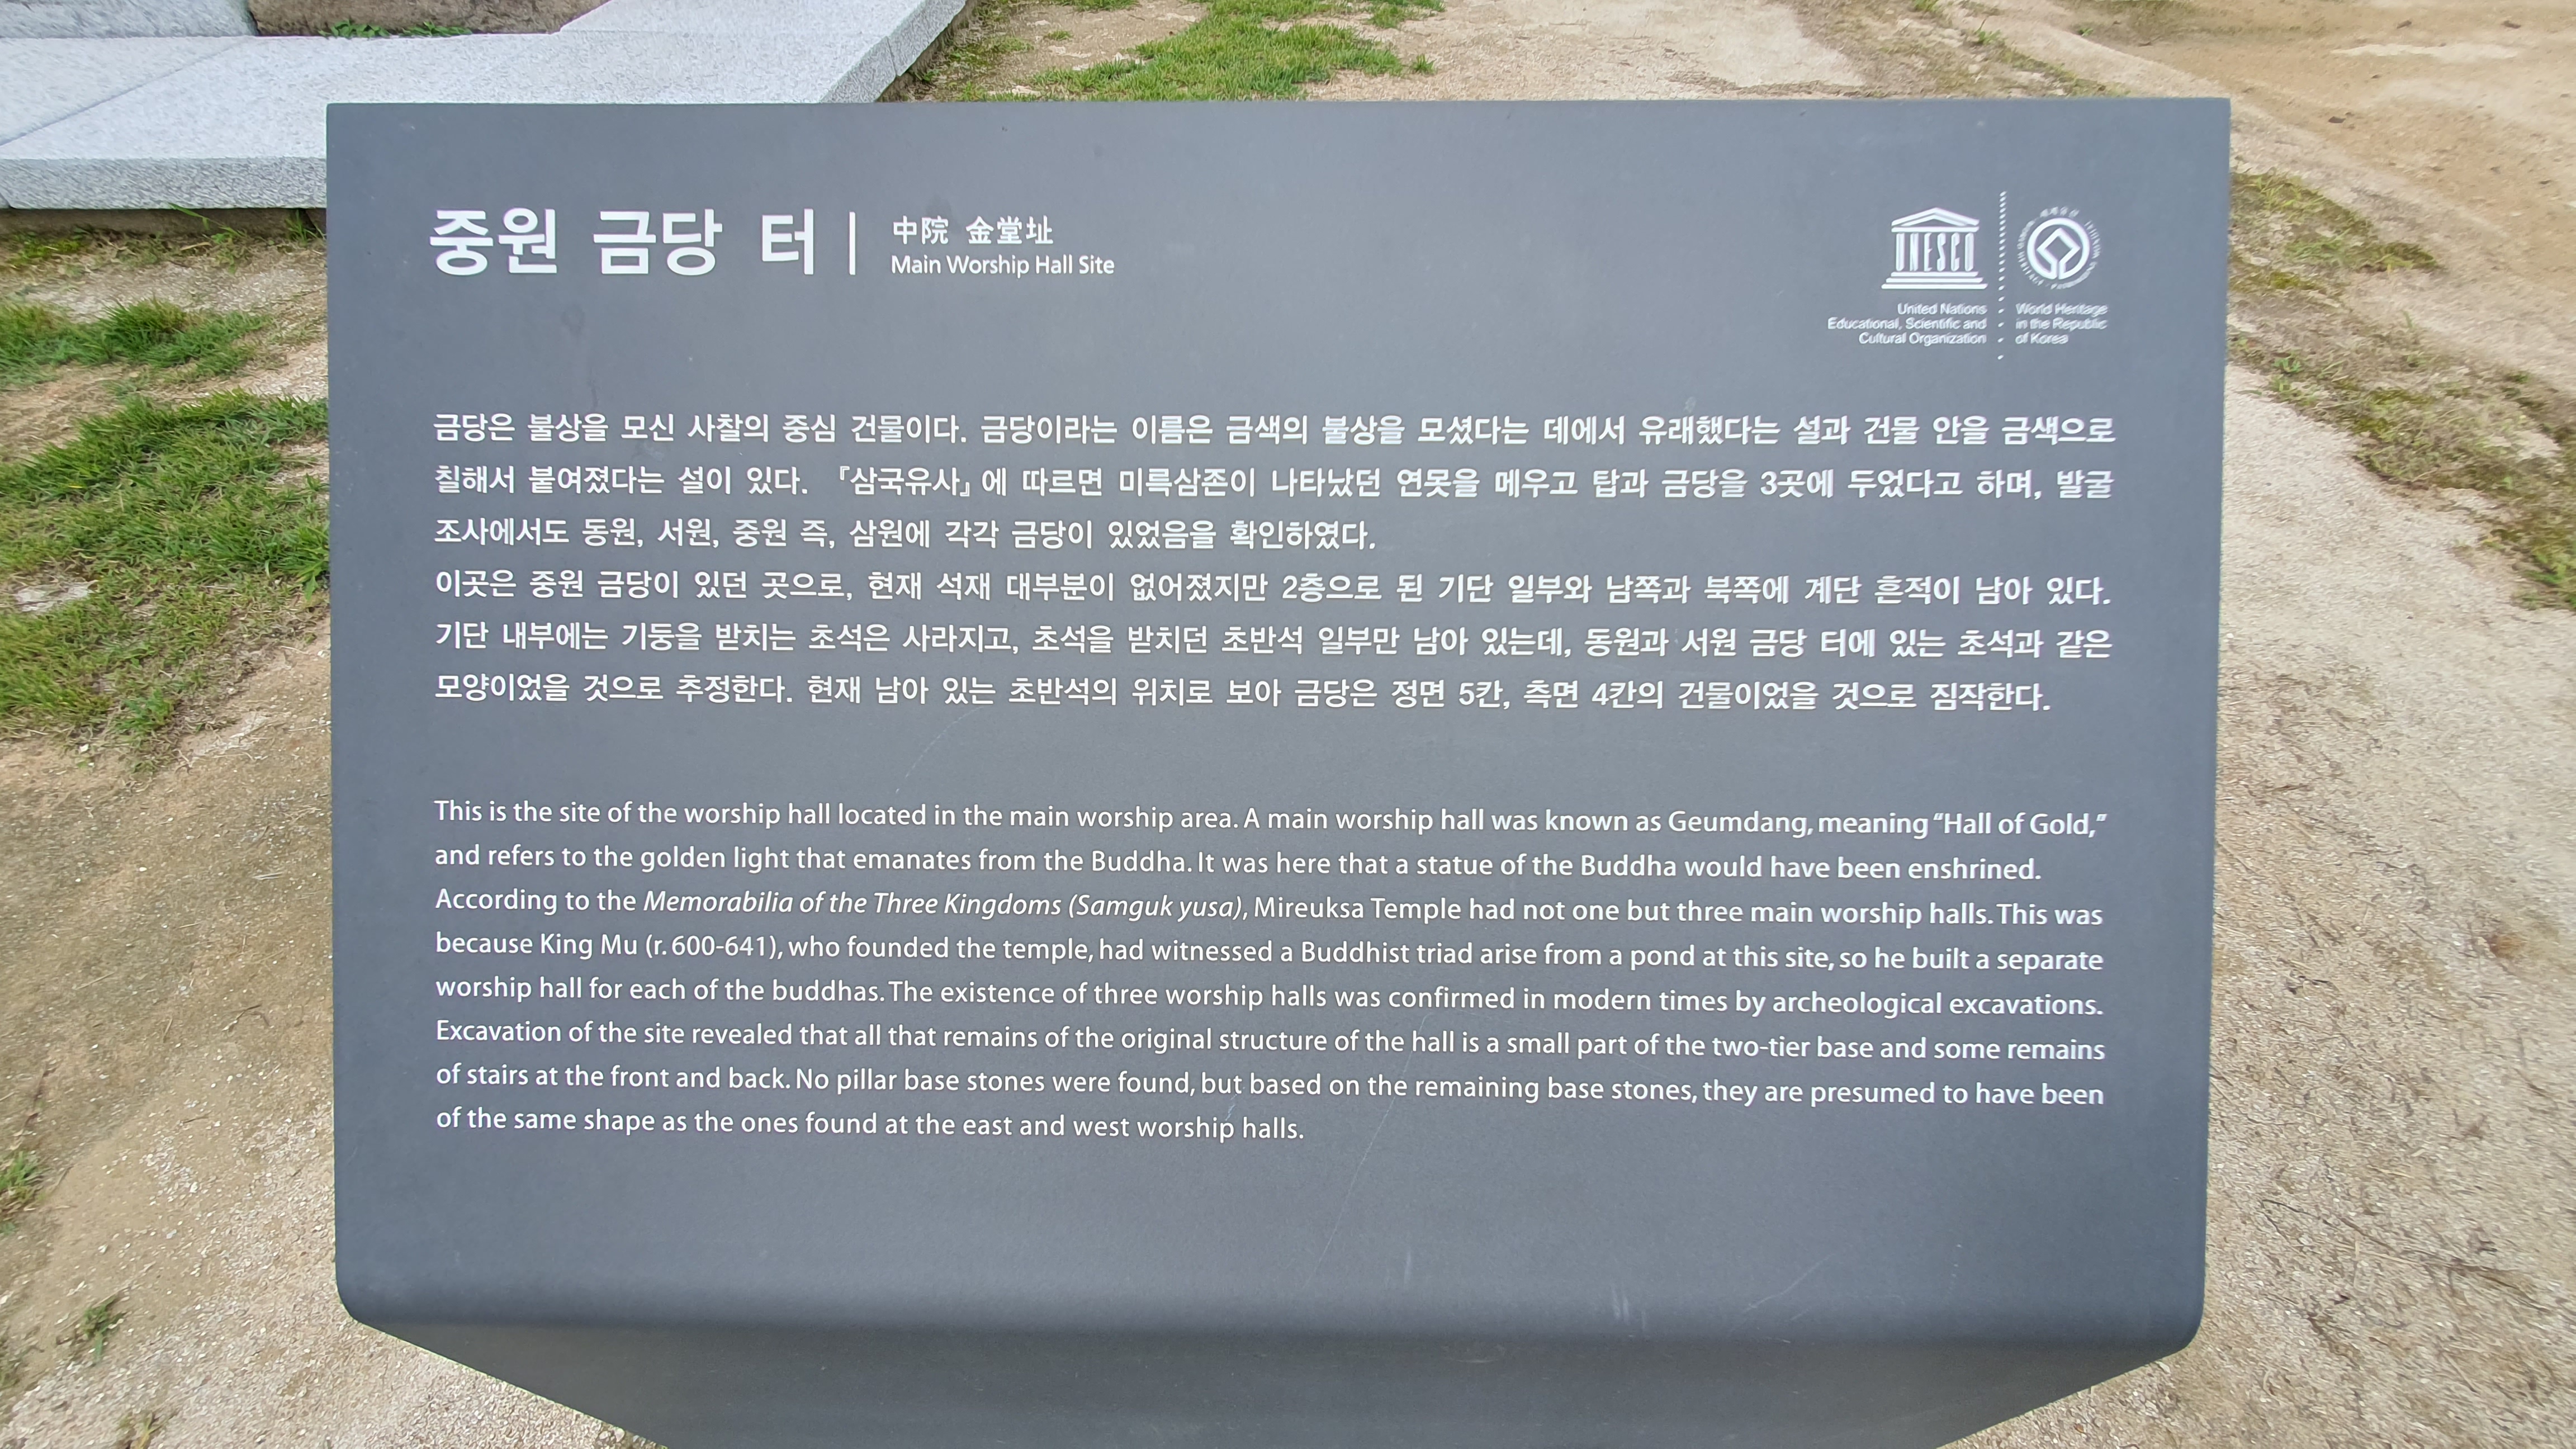 중원 금당 터
中院 金堂址
Main Worship Hall Site
UNESCO
United Nations
Educational, Scientific and
Cultural Organization
World Heritage
in the Republic
of Korea
금당은 불상을 모신 사찰의 중심 건물이다. 금당이라는 이름은 금색의 불상을 모셨다는 데에서 유래했다는 설과 건물 안을 금색으로
칠해서 붙여졌다는 설이 있다. 『삼국유사』에 따르면 미륵삼존이 나타났던 연못을 메우고 탑과 금당을 3곳에 두었다고 하며, 발굴
조사에서도 동원, 서원, 중원 즉, 삼원에 각각 금당이 있었음을 확인하였다.
이곳은 중원 금당이 있던 곳으로, 현재 석재 대부분이 없어졌지만 2층으로 된 기단 일부와 남쪽과 북쪽에 계단 흔적이 남아 있다.
기단 내부에는 기둥을 받치는 초석은 사라지고, 초석을 받치던 초반석 일부만 남아 있는데, 동원과 서원 금당 터에 있는 초석과 같은
모양이었을 것으로 추정한다. 현재 남아 있는 초반석의 위치로 보아 금당은 정면 5칸, 측면 4칸의 건물이었을 것으로 짐작한다.
This is the site of the worship hall located in the main worship area. A main worship hall was known as Geumdang, meaning “Hall of Gold,”
and refers to the golden light that emanates from the Buddha. It was here that a statue of the Buddha would have been enshrined.
According to the Memorabilia of the Three Kingdoms (Samguk yusa), Mireuksa Temple had not one but three main worship halls. This was
because King Mu (r. 600-641), who founded the temple, had witnessed a Buddhist triad arise from a pond at this site, so he built a separate
worship hall for each of the buddhas. The existence of three worship halls was confirmed in modern times by archeological excavations.
Excavation of the site revealed that all that remains of the original structure of the hall is a small part of the two-tier base and some remains
of stairs at the front and back. No pillar base stones were found, but based on the remaining base stones, they are presumed to have been
of the same shape as the ones found at the east and west worship halls.